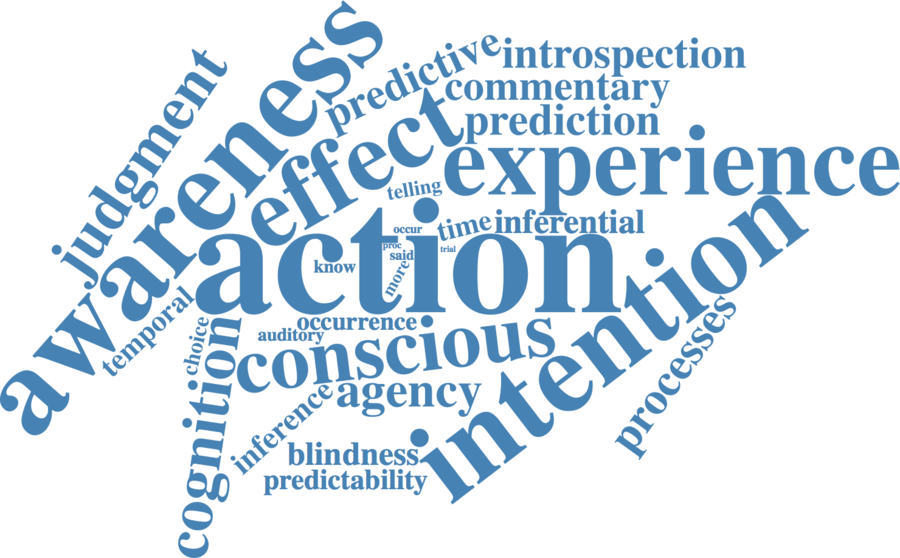 awareness
judgment
predictive
introspection
commentary
effect
prediction
experience
telling
occur
time
inferential
action
proc
said
trial
know
more
temporal
intention
choice
occurrence
auditory
conscious
processes
cognition
inference
agency
blindness
predictability